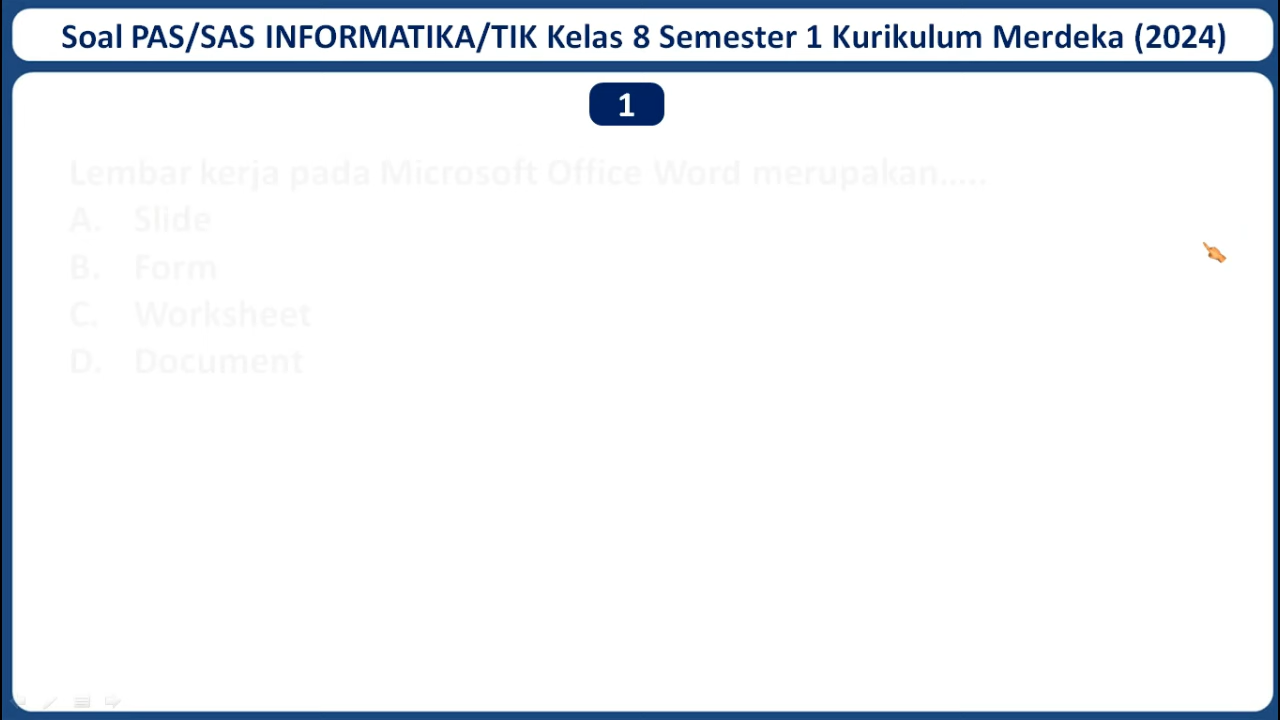 Soal PAS/SAS INFORMATIKA/TIK Kelas 8 Semester 1 Kurikulum Merdeka (2024)
1
Lembar kerja pada Microsoft Office Word merupakan.....
A. Slide
B. Form
C. Worksheet
D. Document